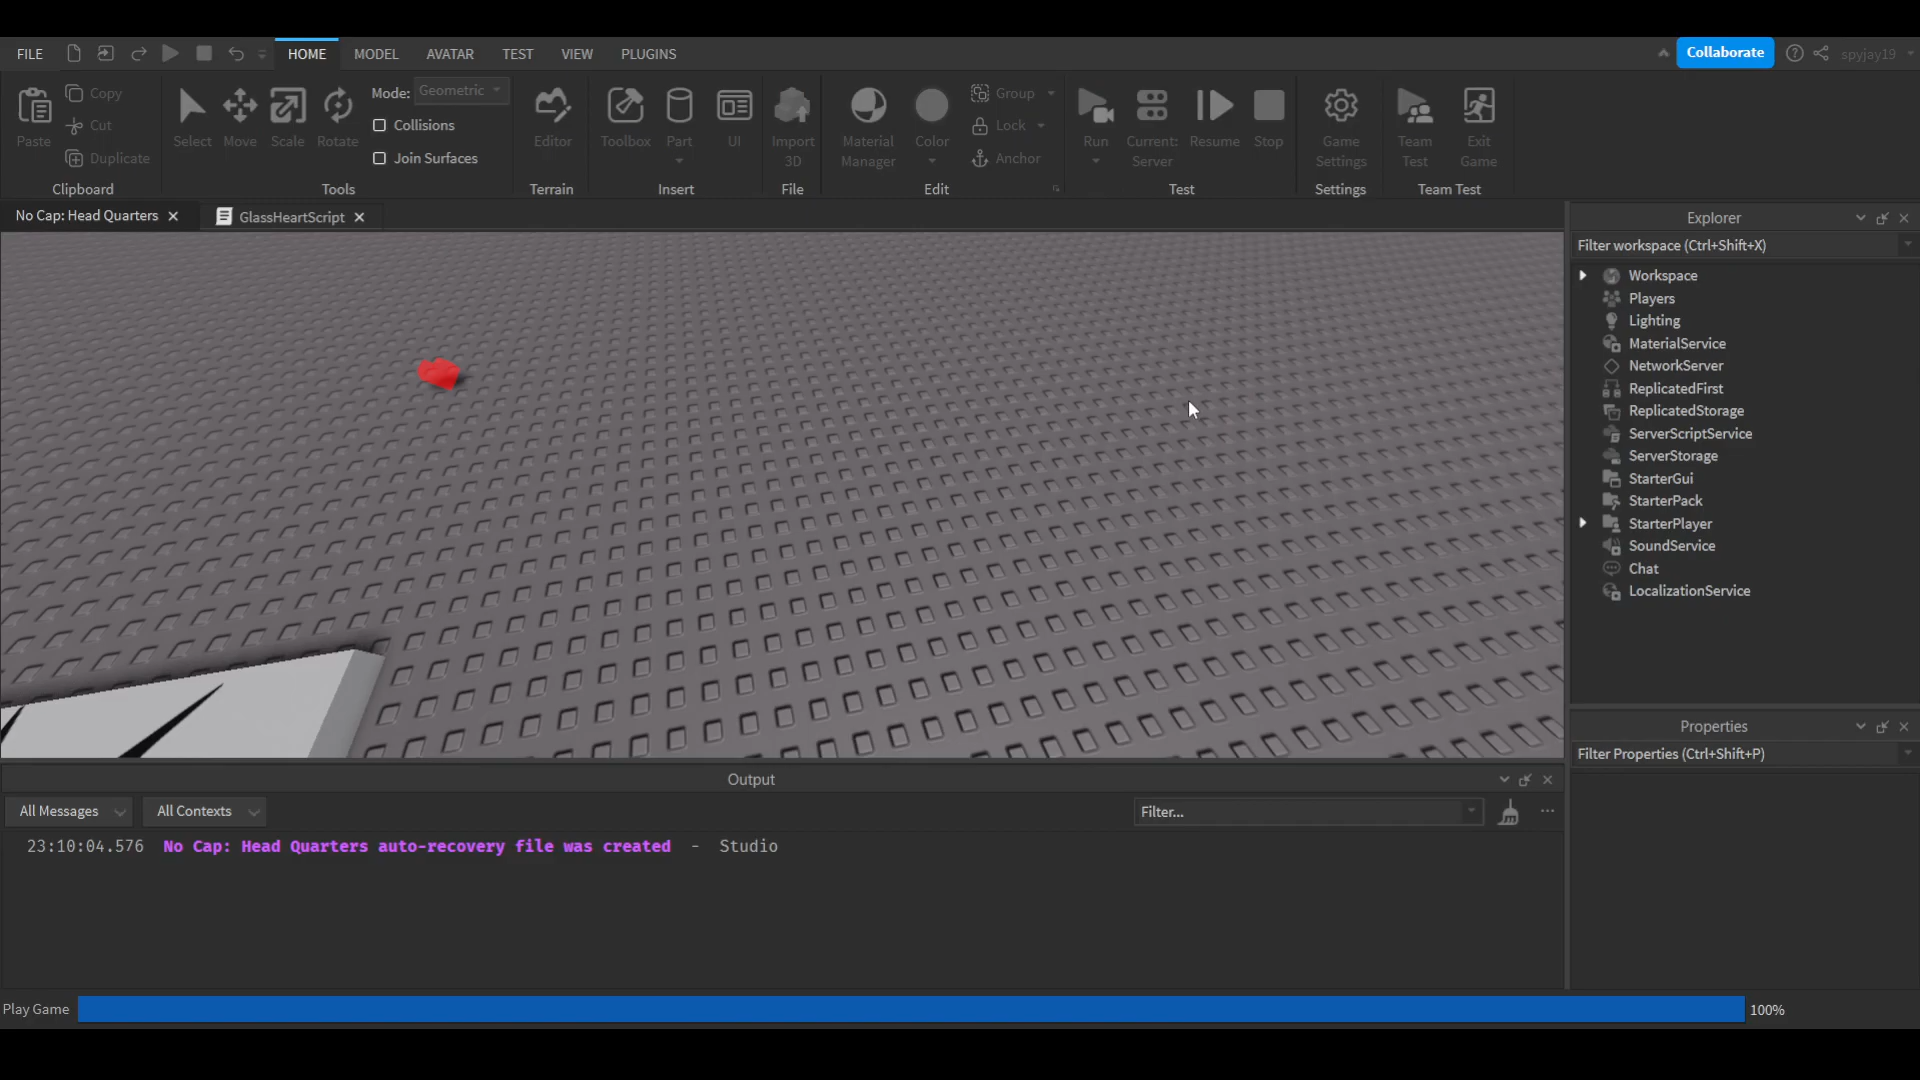 FILE HOME MODEL AVATAR TEST VIEW PLUGINS Collaborate spyjay19
Paste Copy Cut Duplicate
Clipboard
Select Move Scale Rotate
Mode: Geometric
Collisions
Join Surfaces
Tools
Editor
Terrain
Toolbox Part UI
Insert
Import 3D
File
Material Manager Color
Group
Lock
Anchor
Edit
Run Current: Server Resume Stop
Test
Game Settings
Settings
Team Test Exit Game
Team Test
No Cap: Head Quarters GlassHeartScript
Explorer
Filter workspace (Ctrl+Shift+X)
Workspace
Players
Lighting
MaterialService
NetworkServer
ReplicatedFirst
ReplicatedStorage
ServerScriptService
ServerStorage
StarterGui
StarterPack
StarterPlayer
SoundService
Chat
LocalizationService
Properties
Filter Properties (Ctrl+Shift+P)
Output
All Messages All Contexts Filter...
23:10:04.576 No Cap: Head Quarters auto-recovery file was created - Studio
Play Game 100%